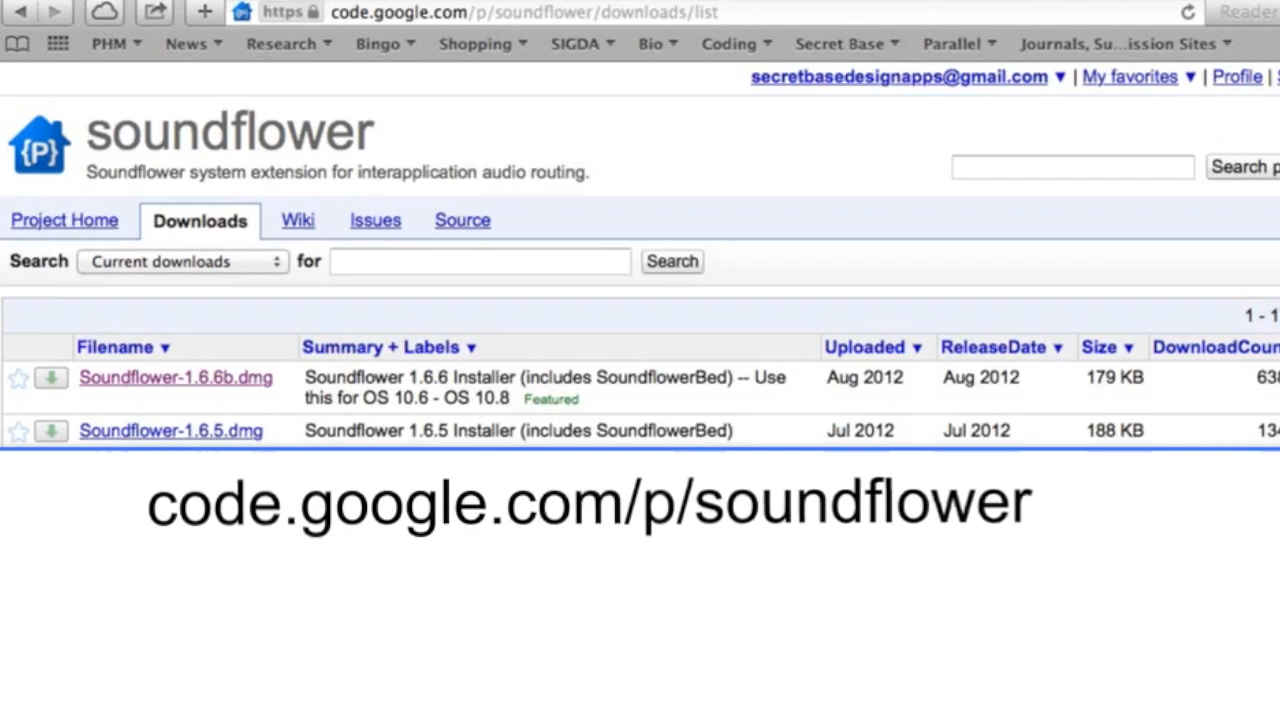 https code.google.com/p/soundflower/downloads/list Reader
PHM News Research Bingo Shopping SIGDA Bio Coding Secret Base Parallel Journals, Su...ission Sites
secretbasedesignapps@gmail.com ▼ | My favorites ▼ | Profile |
{P} soundflower
Soundflower system extension for interapplication audio routing.
Search p
Project Home Downloads Wiki Issues Source
Search Current downloads for Search
1 - 1
Filename ▼ Summary + Labels ▼ Uploaded ▼ ReleaseDate ▼ Size ▼ DownloadCoun
Soundflower-1.6.6b.dmg Soundflower 1.6.6 Installer (includes SoundflowerBed) -- Use Aug 2012 Aug 2012 179 KB 638
this for OS 10.6 - OS 10.8 Featured
Soundflower-1.6.5.dmg Soundflower 1.6.5 Installer (includes SoundflowerBed) Jul 2012 Jul 2012 188 KB 134
code.google.com/p/soundflower